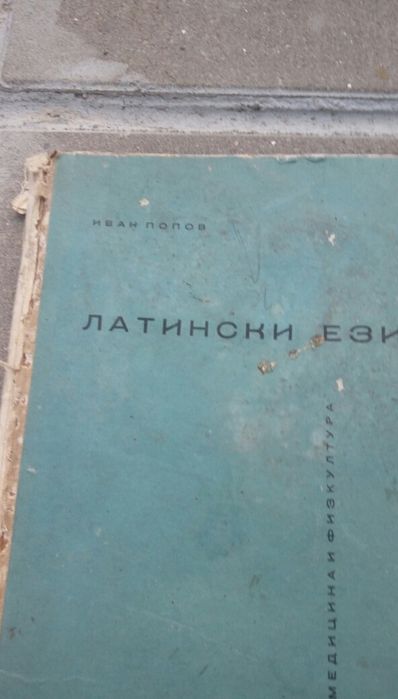 ИВАН ПОПОВ
ЛАТИНСКИ ЕЗИ
МЕДИЦИНА И ФИЗКУЛТУРА